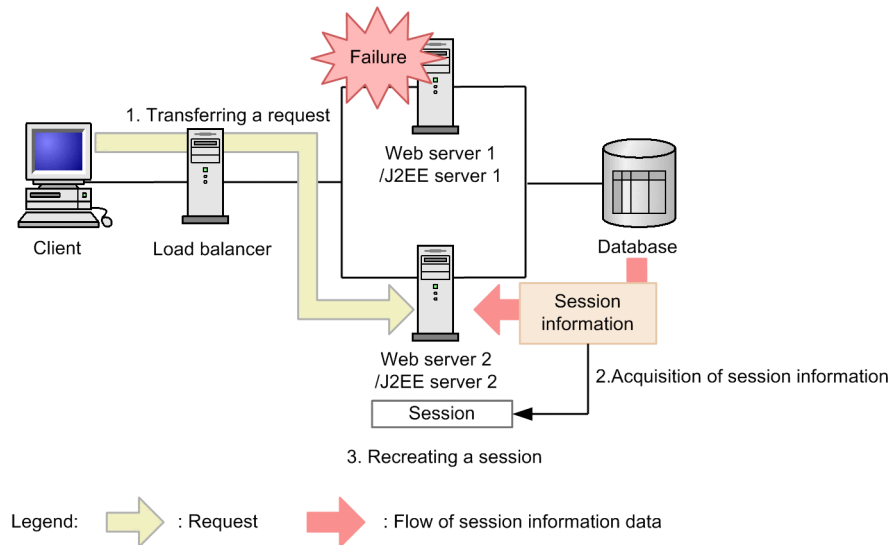 Failure
1. Transferring a request
Web server 1
/J2EE server 1
Client
Load balancer
Database
Session
information
Web server 2
/J2EE server 2
2.Acquisition of session information
Session
3. Recreating a session
Legend:
: Request
: Flow of session information data